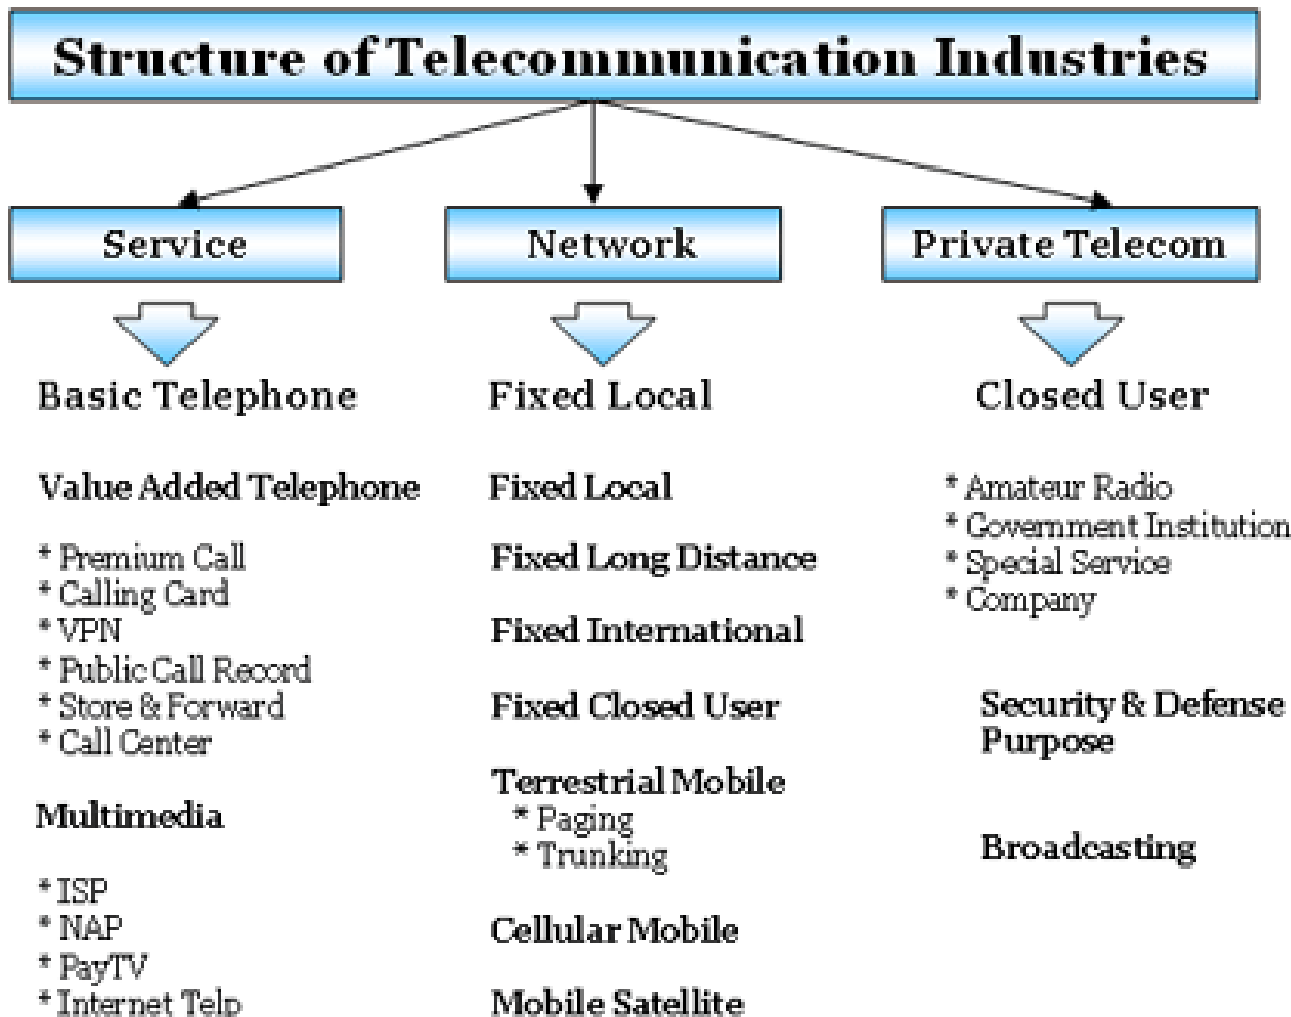 Structure of Telecommunication Industries
Service
Network
Private Telecom
Basic Telephone
Value Added Telephone
* Premium Call
* Calling Card
* VPN
* Public Call Record
* Store & Forward
* Call Center
Multimedia
* ISP
* NAP
* PayTV
* Internet Telp
Fixed Local
Fixed Local
Fixed Long Distance
Fixed International
Fixed Closed User
Terrestrial Mobile
* Paging
* Trunking
Cellular Mobile
Mobile Satellite
Closed User
* Amateur Radio
* Government Institution
* Special Service
* Company
Security & Defense
Purpose
Broadcasting